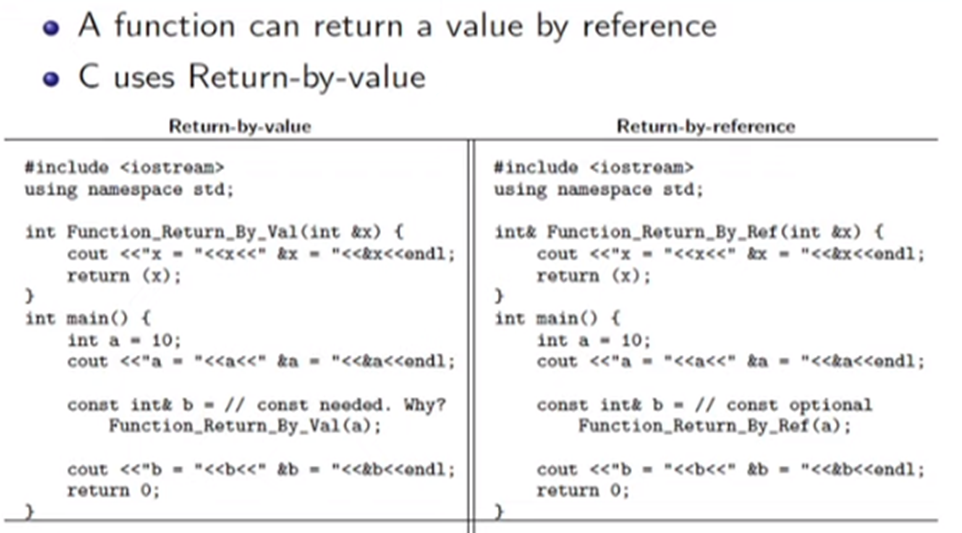 A function can return a value by reference
C uses Return-by-value
Return-by-value
#include <iostream>
using namespace std;
int Function_Return_By_Val(int &x) {
cout <<"x = "<<x<<" &x = "<<&x<<endl;
return (x);
}
int main() {
int a = 10;
cout <<"a = "<<a<<" &a = "<<&a<<endl;
const int& b = // const needed. Why?
Function_Return_By_Val(a);
cout <<"b = "<<b<<" &b = "<<&b<<endl;
return 0;
}
Return-by-reference
#include <iostream>
using namespace std;
int& Function_Return_By_Ref(int &x) {
cout <<"x = "<<x<<" &x = "<<&x<<endl;
return (x);
}
int main() {
int a = 10;
cout <<"a = "<<a<<" &a = "<<&a<<endl;
const int& b = // const optional
Function_Return_By_Ref(a);
cout <<"b = "<<b<<" &b = "<<&b<<endl;
return 0;
}